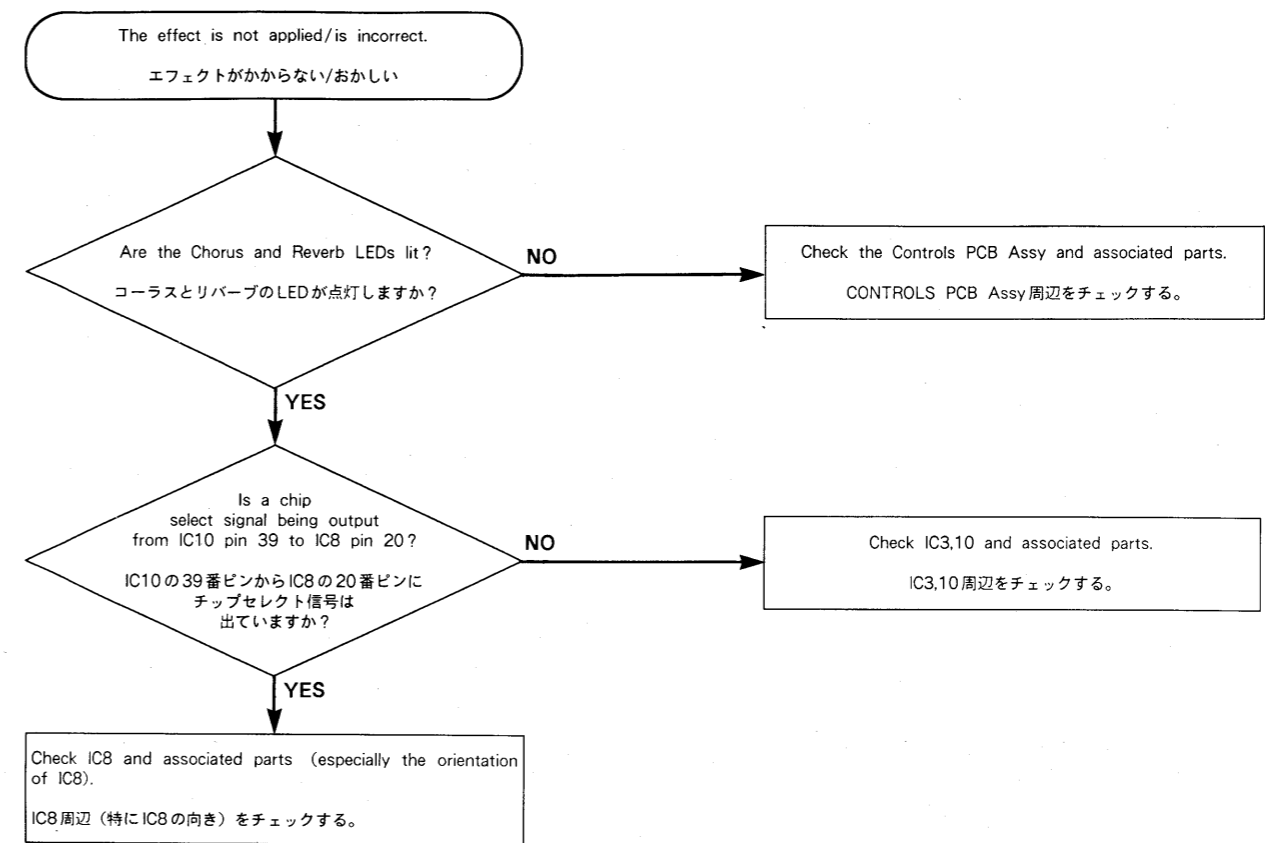 The effect is not applied/is incorrect.
エフェクトがかからない/おかしい
Are the Chorus and Reverb LEDs lit?
コーラスとリバーブのLEDが点灯しますか？
NO
Check the Controls PCB Assy and associated parts.
CONTROLS PCB Assy周辺をチェックする。
YES
Is a chip
select signal being output
from IC10 pin 39 to IC8 pin 20?
IC10の39番ピンからIC8の20番ピンに
チップセレクト信号は
出ていますか？
NO
Check IC3,10 and associated parts.
IC3,10周辺をチェックする。
YES
Check IC8 and associated parts (especially the orientation
of IC8).
IC8周辺（特にIC8の向き）をチェックする。